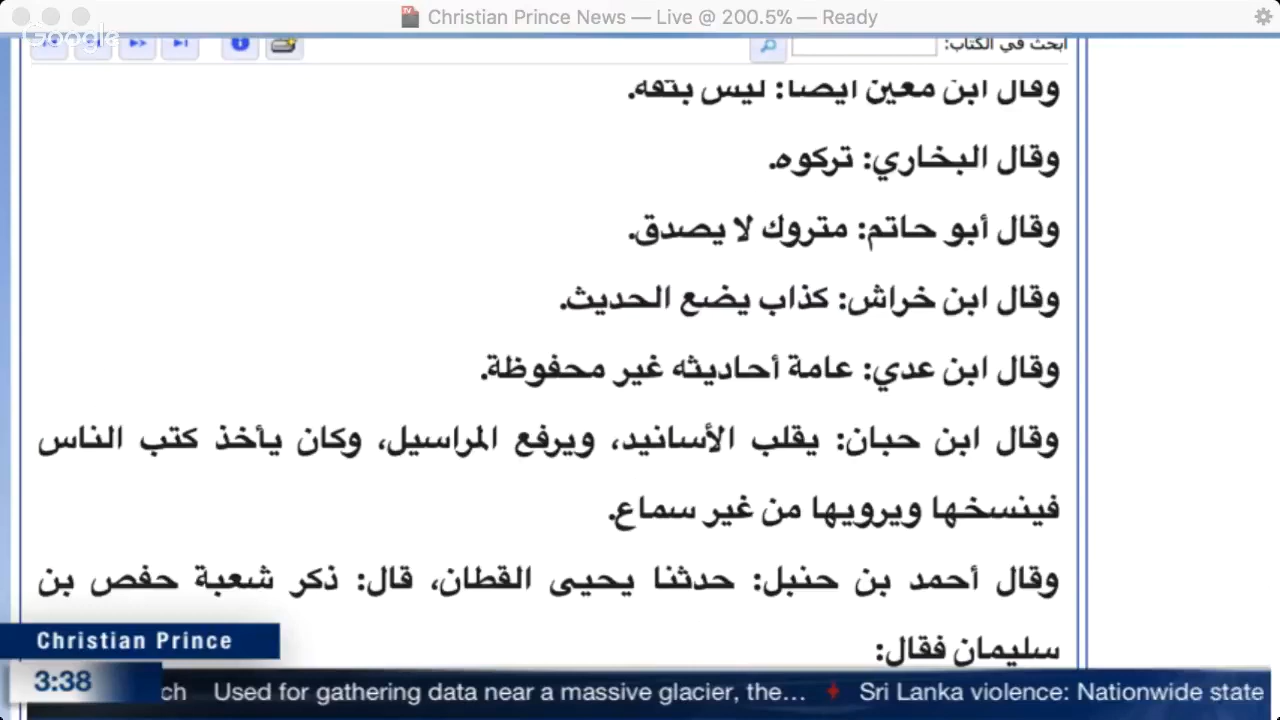 Christian Prince News — Live @ 200.5% — Ready
Google
ابحث في الكتاب:
وقال ابن معين أيضا: ليس بثقة.
وقال البخاري: تركوه.
وقال أبو حاتم: متروك لا يصدق.
وقال ابن خراش: كذاب يضع الحديث.
وقال ابن عدي: عامة أحاديثه غير محفوظة.
وقال ابن حبان: يقلب الأسانيد، ويرفع المراسيل، وكان يأخذ كتب الناس
فينسخها ويرويها من غير سماع.
وقال أحمد بن حنبل: حدثنا يحيى القطان، قال: ذكر شعبة حفص بن
سليمان فقال:
Christian Prince
3:38
ch Used for gathering data near a massive glacier, the... Sri Lanka violence: Nationwide state